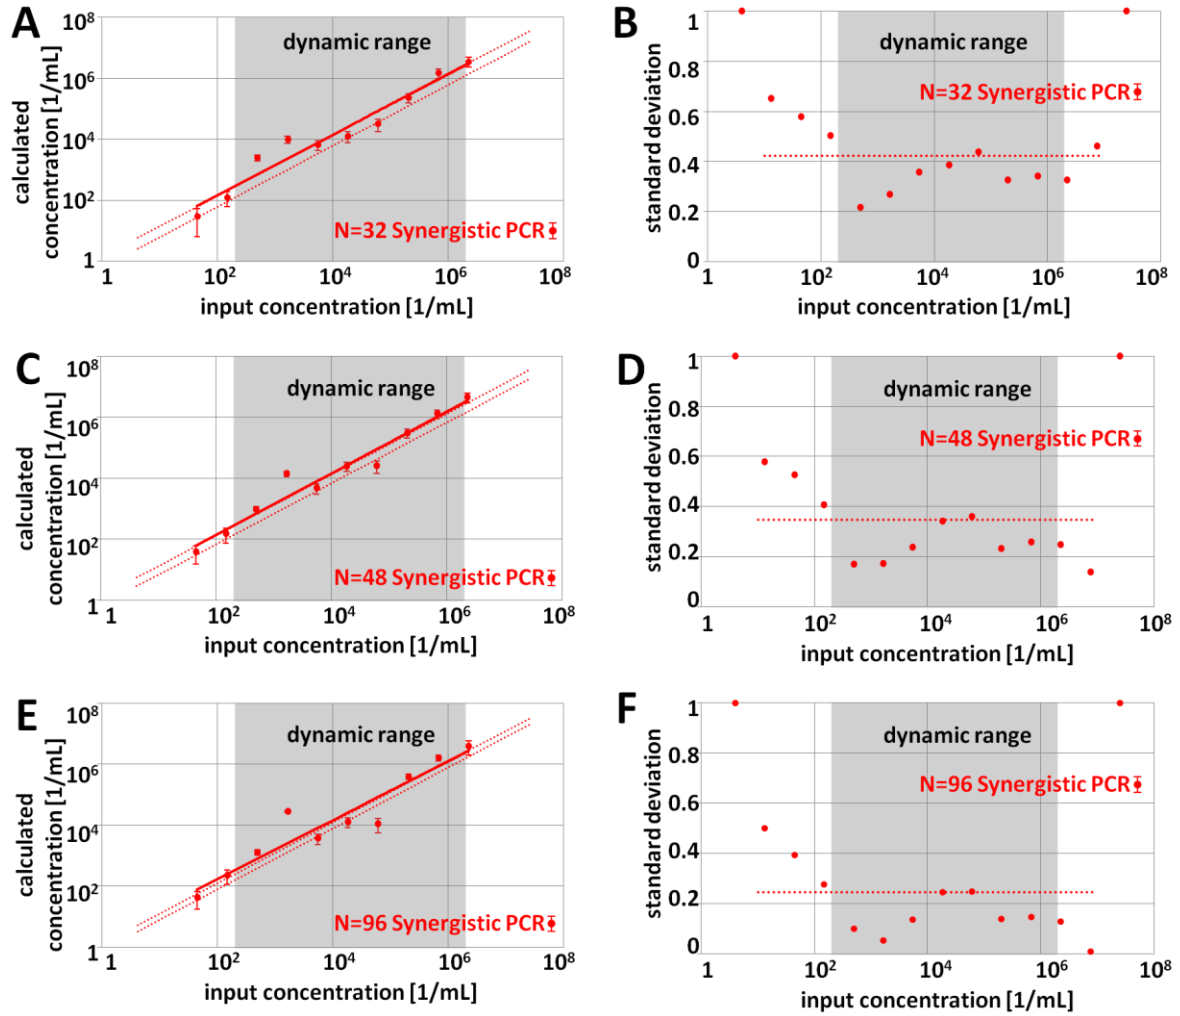 A
calculated
concentration [1/mL]
10⁸
10⁶
10⁴
10²
1
dynamic range
N=32 Synergistic PCR
10² 10⁴ 10⁶ 10⁸
input concentration [1/mL]
B
standard deviation
1
0.8
0.6
0.4
0.2
0
dynamic range
N=32 Synergistic PCR
1 10² 10⁴ 10⁶ 10⁸
input concentration [1/mL]
C
calculated
concentration [1/mL]
10⁸
10⁶
10⁴
10²
1
dynamic range
N=48 Synergistic PCR
10² 10⁴ 10⁶ 10⁸
input concentration [1/mL]
D
standard deviation
1
0.8
0.6
0.4
0.2
0
dynamic range
N=48 Synergistic PCR
1 10² 10⁴ 10⁶ 10⁸
input concentration [1/mL]
E
calculated
concentration [1/mL]
10⁸
10⁶
10⁴
10²
1
dynamic range
N=96 Synergistic PCR
10² 10⁴ 10⁶ 10⁸
input concentration [1/mL]
F
standard deviation
1
0.8
0.6
0.4
0.2
0
dynamic range
N=96 Synergistic PCR
1 10² 10⁴ 10⁶ 10⁸
input concentration [1/mL]